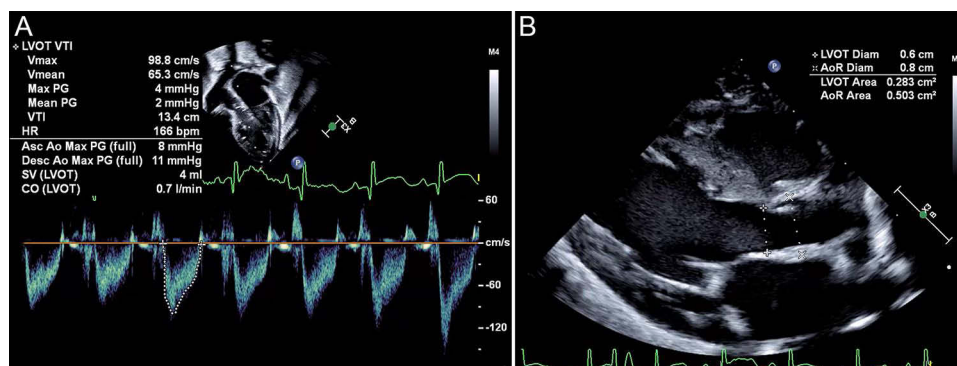 A
LVOT VTI
Vmax 98.8 cm/s
Vmean 65.3 cm/s
Max PG 4 mmHg
Mean PG 2 mmHg
VTI 13.4 cm
HR 166 bpm
Asc Ao Max PG (full) 8 mmHg
Desc Ao Max PG (full) 11 mmHg
SV (LVOT) 4 ml
CO (LVOT) 0.7 l/min
M4
P
60
cm/s
-60
-120
B
LVOT Diam 0.6 cm
AoR Diam 0.8 cm
LVOT Area 0.283 cm²
AoR Area 0.503 cm²
P